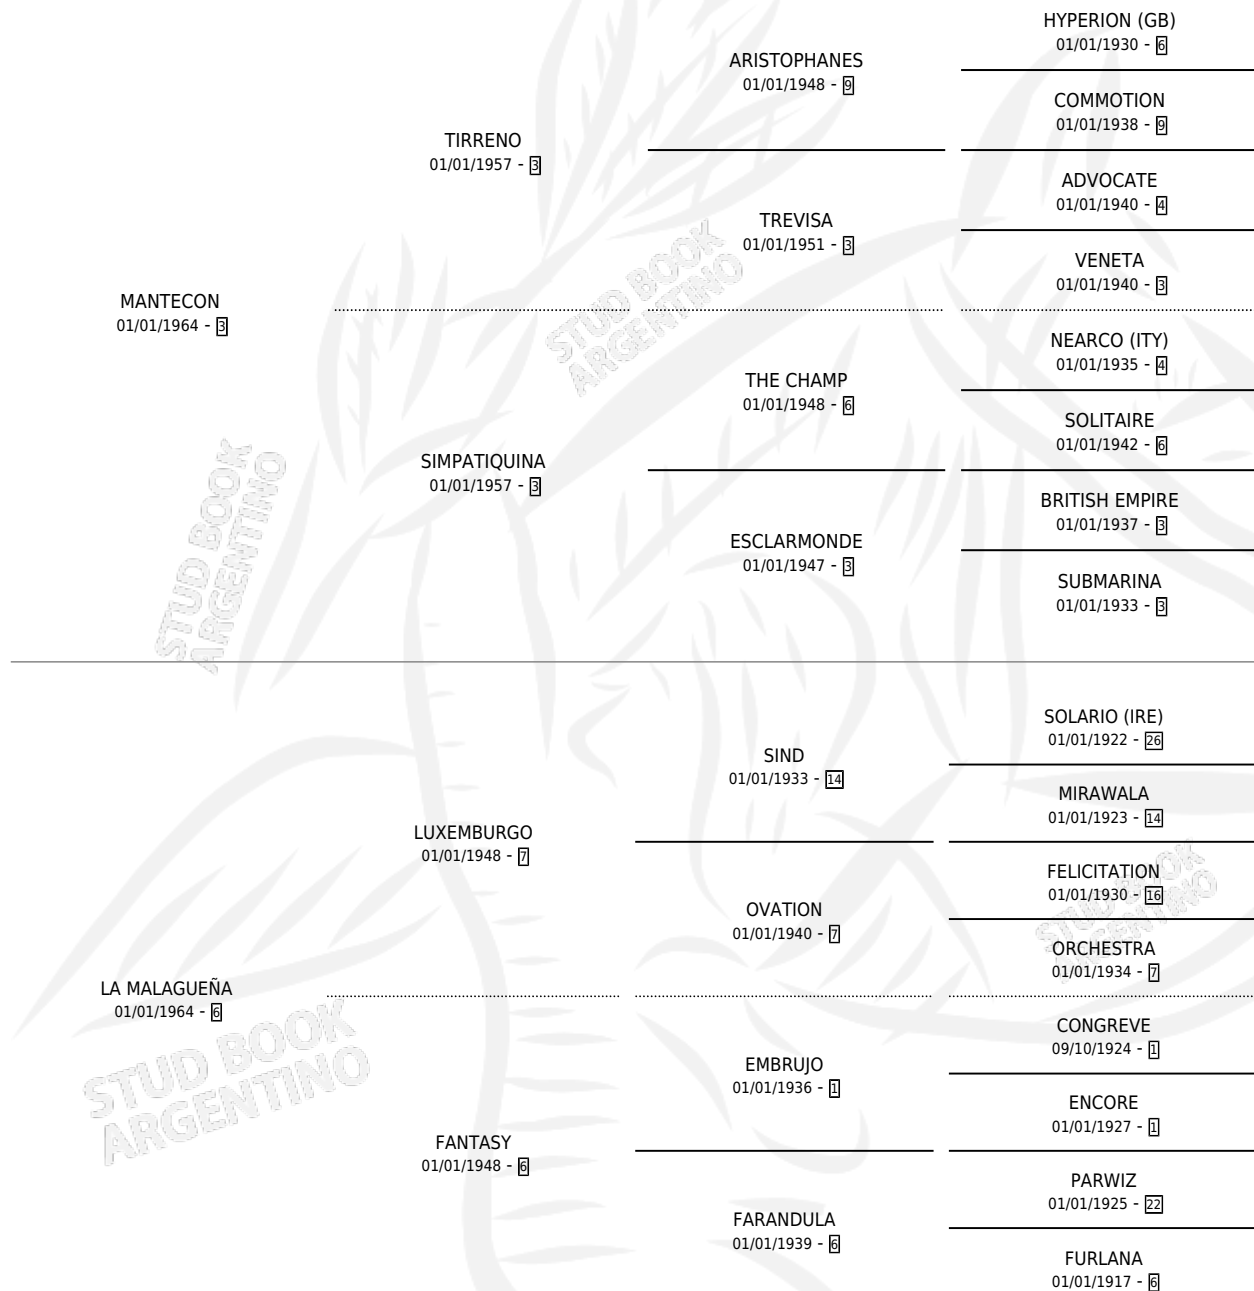 HYPERION (GB)
01/01/1930 - 6
ARISTOPHANES
01/01/1948 - 9
COMMOTION
01/01/1938 - 9
TIRRENO
01/01/1957 - 3
ADVOCATE
01/01/1940 - 4
TREVISA
01/01/1951 - 3
VENETA
01/01/1940 - 3
MANTECON
01/01/1964 - 3
NEARCO (ITY)
01/01/1935 - 4
THE CHAMP
01/01/1948 - 6
SOLITAIRE
01/01/1942 - 6
SIMPATIQUINA
01/01/1957 - 3
BRITISH EMPIRE
01/01/1937 - 3
ESCLARMONDE
01/01/1947 - 3
SUBMARINA
01/01/1933 - 3
STUD BOOK
ARGENTINO
STUD BOOK
ARGENTINO
SOLARIO (IRE)
01/01/1922 - 26
SIND
01/01/1933 - 14
MIRAWALA
01/01/1923 - 14
LUXEMBURGO
01/01/1948 - 7
FELICITATION
01/01/1930 - 16
OVATION
01/01/1940 - 7
ORCHESTRA
01/01/1934 - 7
STUD BOOK
ARGENTINO
LA MALAGUEÑA
01/01/1964 - 6
CONGREVE
09/10/1924 - 1
EMBRUJO
01/01/1936 - 1
ENCORE
01/01/1927 - 1
FANTASY
01/01/1948 - 6
PARWIZ
01/01/1925 - 22
FARANDULA
01/01/1939 - 6
FURLANA
01/01/1917 - 6
STUD BOOK
ARGENTINO